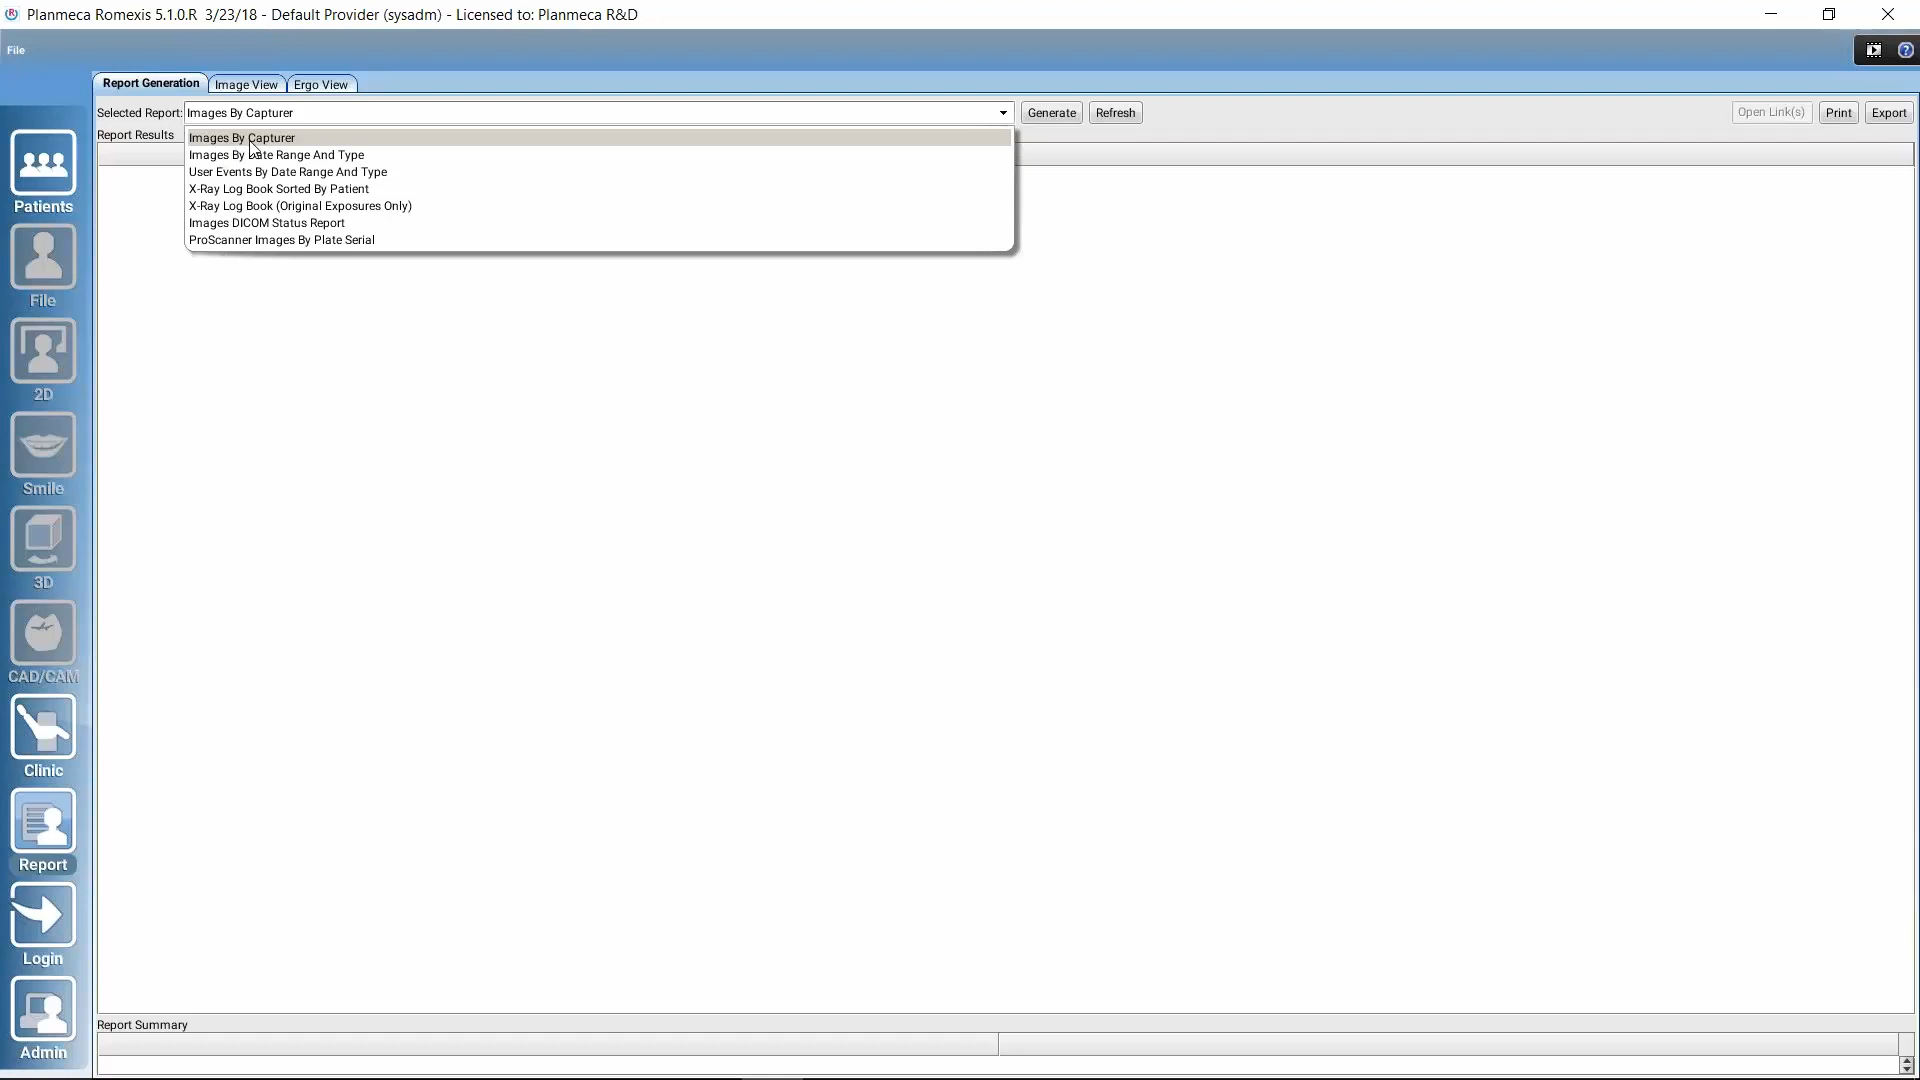 Planmeca Romexis 5.1.0.R 3/23/18 - Default Provider (sysadm) - Licensed to: Planmeca R&D
File
Report Generation Image View Ergo View
Selected Report: Images By Capturer Generate Refresh Open Link(s) Print Export
Report Results
Images By Capturer
Images By Date Range And Type
User Events By Date Range And Type
X-Ray Log Book Sorted By Patient
X-Ray Log Book (Original Exposures Only)
Images DICOM Status Report
ProScanner Images By Plate Serial
Patients
File
2D
Smile
3D
CAD/CAM
Clinic
Report
Login
Admin
Report Summary